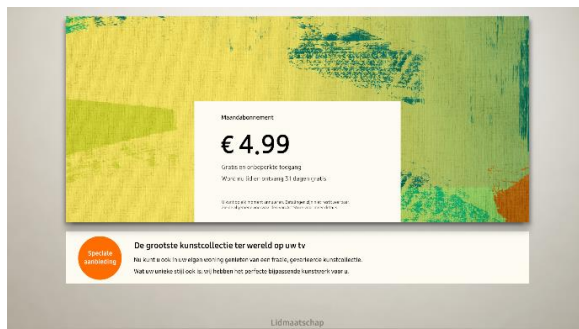 Maandabonnement
€ 4.99
Gratis en onbeperkte toegang
Word nu lid en ontvang 31 dagen gratis.
Speciale
aanbieding
De grootste kunstcollectie ter wereld op uw tv
Nu kunt u ook in uw eigen woning genieten van een fraaie, gevarieerde kunstcollectie.
Wat uw unieke stijl ook is, wij hebben het perfecte bijpassende kunstwerk voor u.
Lidmaatschap